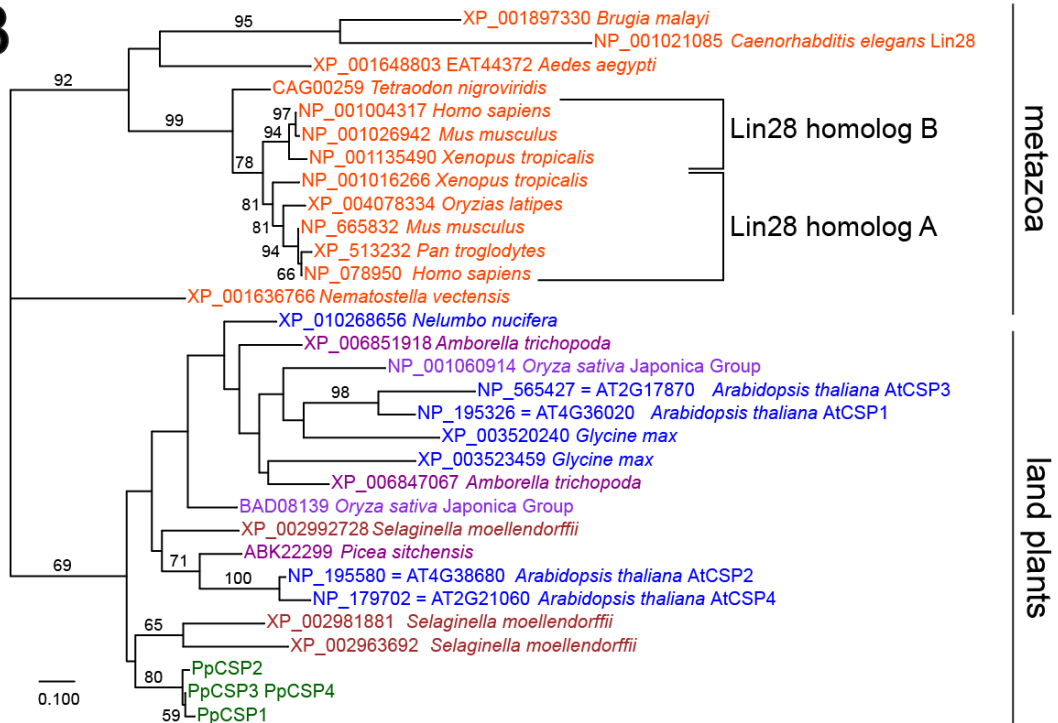 B
95
XP_001897330 Brugia malayi
NP_001021085 Caenorhabditis elegans Lin28
XP_001648803 EAT44372 Aedes aegypti
92
CAG00259 Tetraodon nigroviridis
99
97
NP_001004317 Homo sapiens
94
NP_001026942 Mus musculus
Lin28 homolog B
78
NP_001135490 Xenopus tropicalis
NP_001016266 Xenopus tropicalis
81
XP_004078334 Oryzias latipes
81
NP_665832 Mus musculus
Lin28 homolog A
94
XP_513232 Pan troglodytes
66
NP_078950 Homo sapiens
metazoa
XP_001636766 Nematostella vectensis
XP_010268656 Nelumbo nucifera
XP_006851918 Amborella trichopoda
NP_001060914 Oryza sativa Japonica Group
98
NP_565427 = AT2G17870 Arabidopsis thaliana AtCSP3
NP_195326 = AT4G36020 Arabidopsis thaliana AtCSP1
XP_003520240 Glycine max
XP_003523459 Glycine max
XP_006847067 Amborella trichopoda
BAD08139 Oryza sativa Japonica Group
XP_002992728 Selaginella moellendorffii
71
ABK22299 Picea sitchensis
69
100
NP_195580 = AT4G38680 Arabidopsis thaliana AtCSP2
NP_179702 = AT2G21060 Arabidopsis thaliana AtCSP4
land plants
65
XP_002981881 Selaginella moellendorffii
XP_002963692 Selaginella moellendorffii
80
PpCSP2
PpCSP3 PpCSP4
59
PpCSP1
0.100